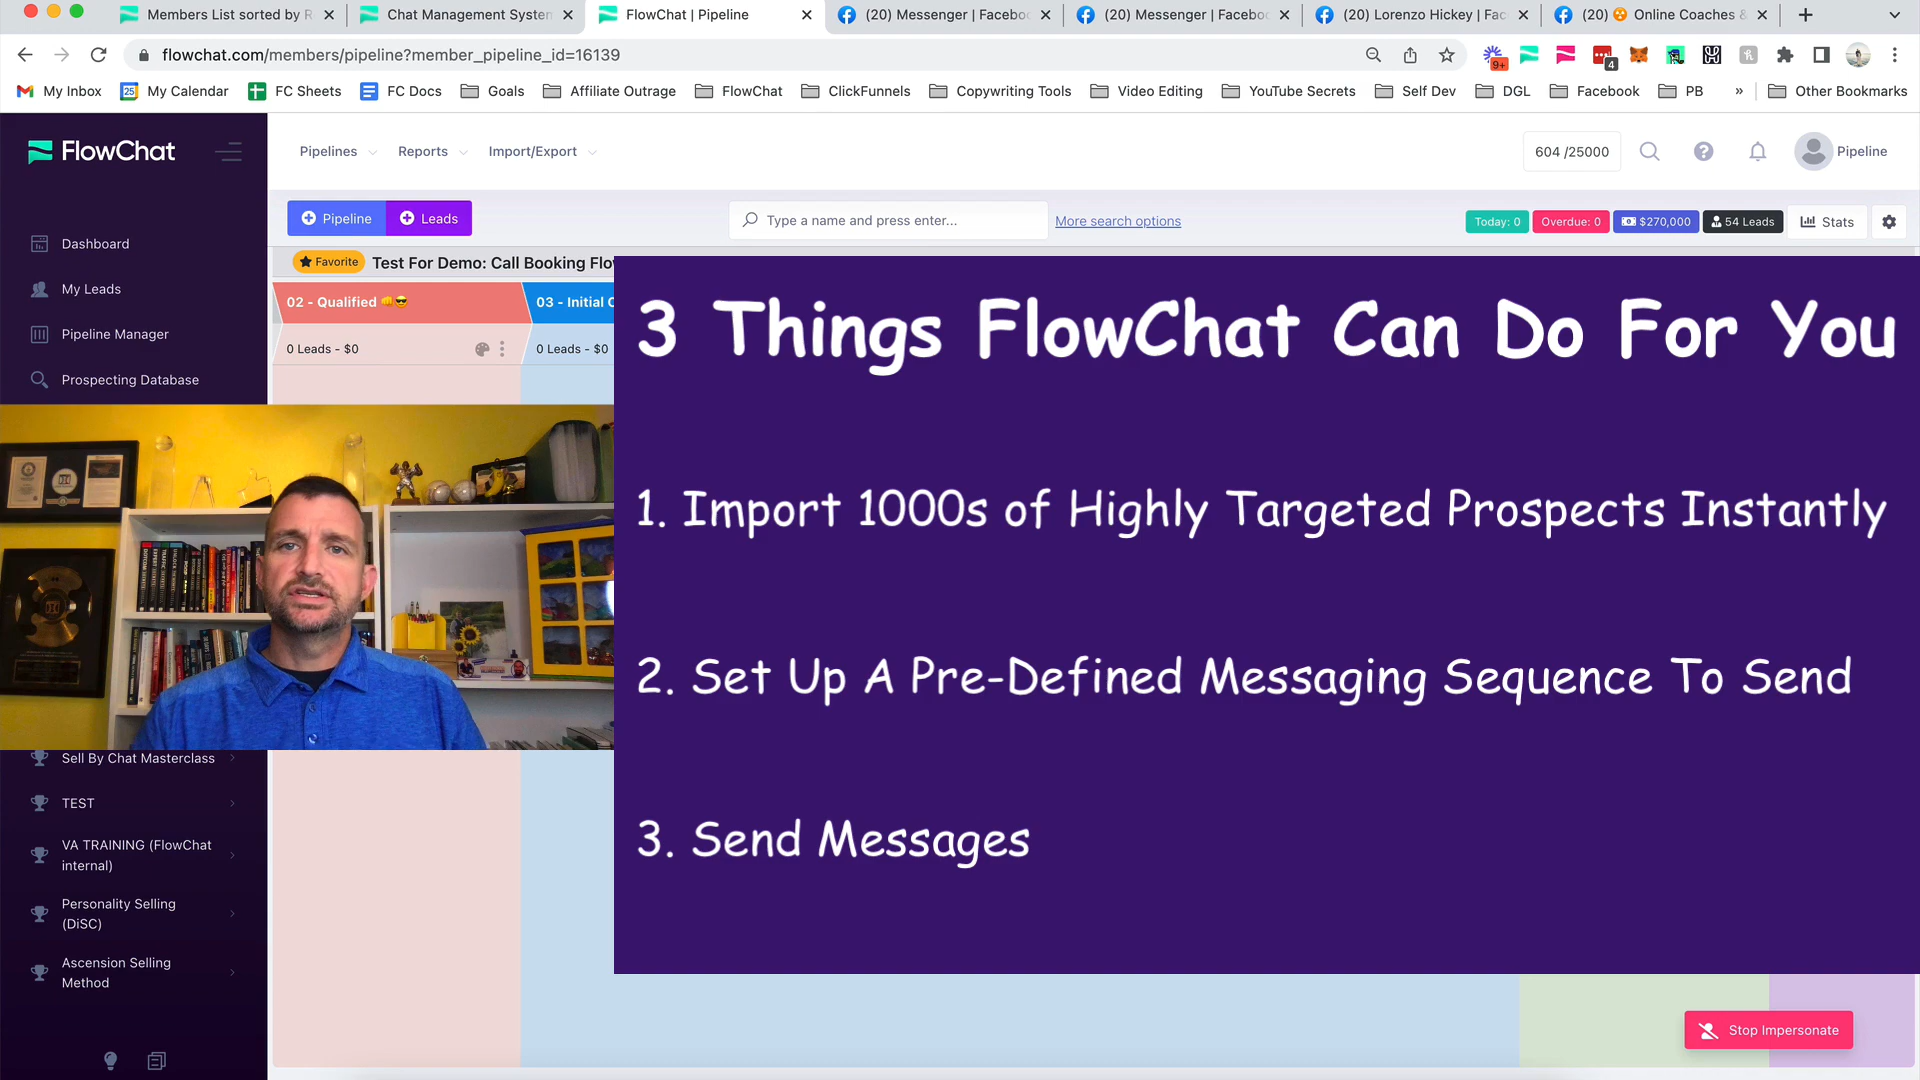 Members List sorted by R
Chat Management System
FlowChat | Pipeline
(20) Messenger | Facebo
(20) Messenger | Facebo
(20) Lorenzo Hickey | Fac
(20) Online Coaches &
flowchat.com/members/pipeline?member_pipeline_id=16139
9+
4
My Inbox
25
My Calendar
FC Sheets
FC Docs
Goals
Affiliate Outrage
FlowChat
ClickFunnels
Copywriting Tools
Video Editing
YouTube Secrets
Self Dev
DGL
Facebook
PB
»
Other Bookmarks
FlowChat
Pipelines
Reports
Import/Export
604 /25000
Pipeline
Pipeline
Leads
Type a name and press enter...
More search options
Today: 0
Overdue: 0
$270,000
54 Leads
Stats
Dashboard
My Leads
Pipeline Manager
Prospecting Database
Favorite
Test For Demo: Call Booking Flo
02 - Qualified 👊😎
03 - Initial C
0 Leads - $0
0 Leads - $0
3 Things FlowChat Can Do For You
1. Import 1000s of Highly Targeted Prospects Instantly
2. Set Up A Pre-Defined Messaging Sequence To Send
3. Send Messages
Sell By Chat Masterclass
TEST
VA TRAINING (FlowChat
internal)
Personality Selling
(DiSC)
Ascension Selling
Method
Stop Impersonate